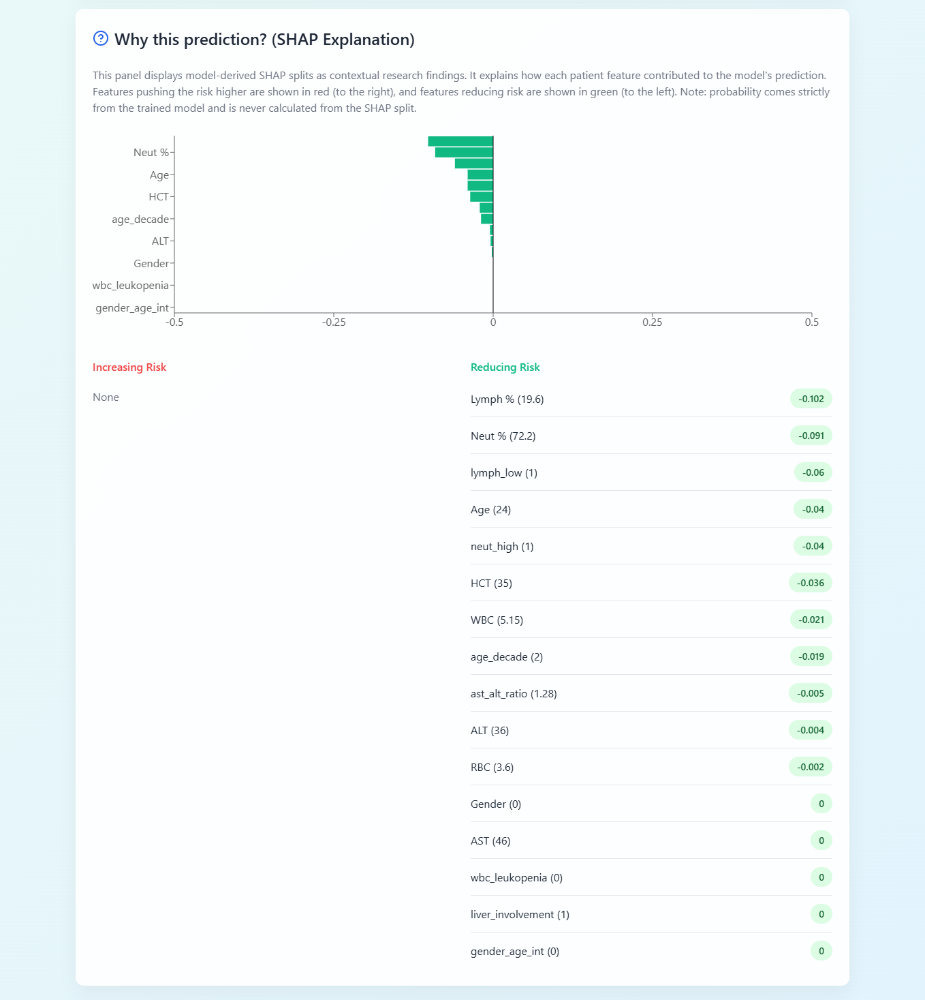 Why this prediction? (SHAP Explanation)
This panel displays model-derived SHAP splits as contextual research findings. It explains how each patient feature contributed to the model's prediction.
Features pushing the risk higher are shown in red (to the right), and features reducing risk are shown in green (to the left). Note: probability comes strictly
from the trained model and is never calculated from the SHAP split.
Neut %
Age
HCT
age_decade
ALT
Gender
wbc_leukopenia
gender_age_int
-0.5 -0.25 0 0.25 0.5
Increasing Risk
None
Reducing Risk
Lymph % (19.6) -0.102
Neut % (72.2) -0.091
lymph_low (1) -0.06
Age (24) -0.04
neut_high (1) -0.04
HCT (35) -0.036
WBC (5.15) -0.021
age_decade (2) -0.019
ast_alt_ratio (1.28) -0.005
ALT (36) -0.004
RBC (3.6) -0.002
Gender (0) 0
AST (46) 0
wbc_leukopenia (0) 0
liver_involvement (1) 0
gender_age_int (0) 0